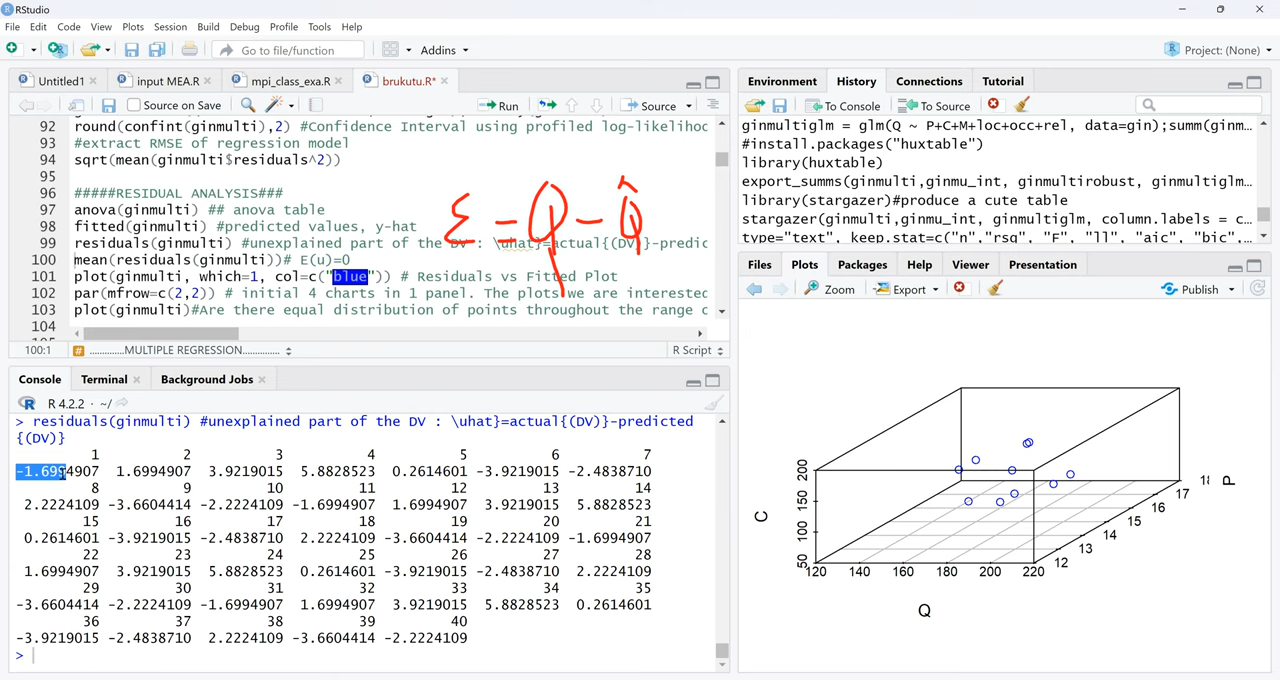 RStudio
File Edit Code View Plots Session Build Debug Profile Tools Help
Go to file/function Addins Project: (None)
Untitled1 input MEA.R mpi_class_exa.R brukutu.R*
Source on Save Run Source
92 round(confint(ginmulti),2) #Confidence Interval using profiled log-likelihoo
93 #extract RMSE of regression model
94 sqrt(mean(ginmulti$residuals^2))
95
96 #####RESIDUAL ANALYSIS###
97 anova(ginmulti) ## anova table
98 fitted(ginmulti) #predicted values, y-hat
99 residuals(ginmulti) #unexplained part of the DV : \uhat}=actual{(DV)}-predic
100 mean(residuals(ginmulti))# E(u)=0
101 plot(ginmulti, which=1, col=c("blue")) # Residuals vs Fitted Plot
102 par(mfrow=c(2,2)) # initial 4 charts in 1 panel. The plots we are interested
103 plot(ginmulti)#Are there equal distribution of points throughout the range o
104
Σ = Q - Q̂
100:1 # .............MULTIPLE REGRESSION............. R Script
Console Terminal Background Jobs
R 4.2.2 · ~/
> residuals(ginmulti) #unexplained part of the DV : \uhat}=actual{(DV)}-predicted
{(DV)}
1 2 3 4 5 6 7
-1.6994907 1.6994907 3.9219015 5.8828523 0.2614601 -3.9219015 -2.4838710
8 9 10 11 12 13 14
2.2224109 -3.6604414 -2.2224109 -1.6994907 1.6994907 3.9219015 5.8828523
15 16 17 18 19 20 21
0.2614601 -3.9219015 -2.4838710 2.2224109 -3.6604414 -2.2224109 -1.6994907
22 23 24 25 26 27 28
1.6994907 3.9219015 5.8828523 0.2614601 -3.9219015 -2.4838710 2.2224109
29 30 31 32 33 34 35
-3.6604414 -2.2224109 -1.6994907 1.6994907 3.9219015 5.8828523 0.2614601
36 37 38 39 40
-3.9219015 -2.4838710 2.2224109 -3.6604414 -2.2224109
>
Environment History Connections Tutorial
To Console To Source
ginmultiglm = glm(Q ~ P+C+M+loc+occ+rel, data=gin);summ(ginm...
#install.packages("huxtable")
library(huxtable)
export_summs(ginmulti,ginmu_int, ginmultirobust, ginmultiglm...
library(stargazer)#produce a cute table
stargazer(ginmulti,ginmu_int, ginmultiglm, column.labels = c...
type="text", keep.stat=c("n","rsq", "F", "ll", "aic", "bic",...
Files Plots Packages Help Viewer Presentation
Zoom Export Publish
200
150
100
50
C
120 140 160 180 200 220
Q
12 13 14 15 16 17 18
P